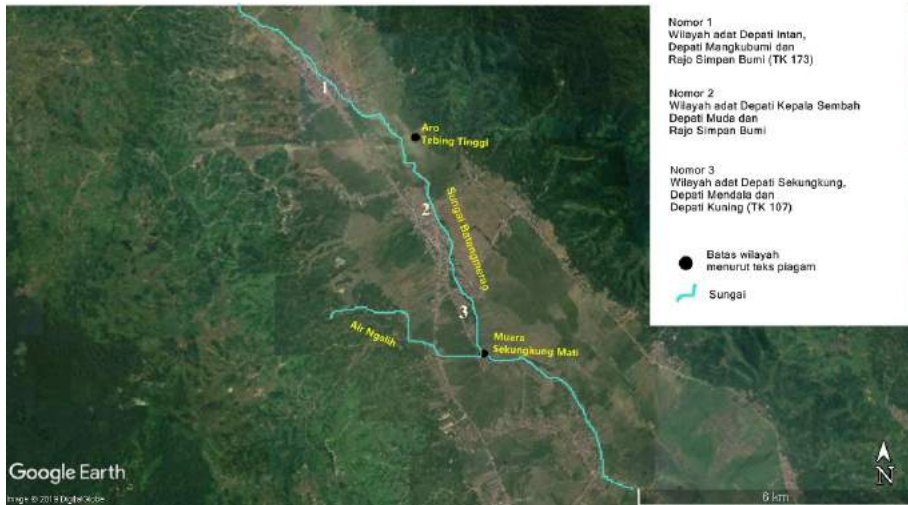 Nomor 1
Wilayah adat Depati Intan,
Depati Mangkubumi dan
Rajo Simpan Bumi (TK 173)
Nomor 2
Wilayah adat Depati Kepala Sembah
Depati Muda dan
Rajo Simpan Bumi
Nomor 3
Wilayah adat Depati Sekungkung,
Depati Mendala dan
Depati Kuning (TK 107)
Batas wilayah
menurut teks piagam
Sungai
1
Aro
Tebing Tinggi
2
Sungai Batangmerao
3
Air Ngalih
Muara
Sekungkung Mati
Google Earth
Image © 2019 DigitalGlobe
N
6 km